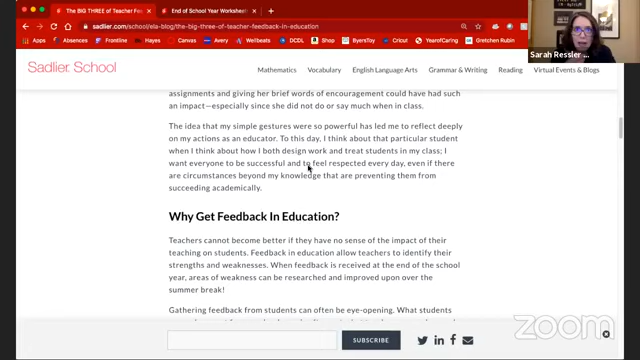 The BIG THREE of Teacher Fee
End of School Year Worksheet
sadlier.com/school/ela-blog/the-big-three-of-teacher-feedback-in-education
Favorites
Hayes
Amazon
Bitmoji
DCDL
Shop
CJ
YearofCaring
Gretchen Rubin
Sarah Ressler
Sadlier School
Mathematics
Vocabulary
English Language Arts
Grammar & Writing
Reading
Virtual Events & Blogs
assignments and giving her brief words of encouragement could have had such
an impact—especially since she did not do or say much when in class.
The idea that my simple gestures were so powerful has led me to reflect deeply
on my actions as an educator. To this day, I think about that particular student
when I think about how I both design work and treat students in my class; I
want everyone to be successful and to feel respected every day, even if there
are circumstances beyond my knowledge that are preventing them from
succeeding academically.
Why Get Feedback In Education?
Teachers cannot become better if they have no sense of the impact of their
teaching on students. Feedback in education allow teachers to identify their
strengths and weaknesses. When feedback is received at the end of the school
year, areas of weakness can be researched and improved upon over the
summer break!
Gathering feedback from students can often be eye-opening. What students
SUBSCRIBE
zoom